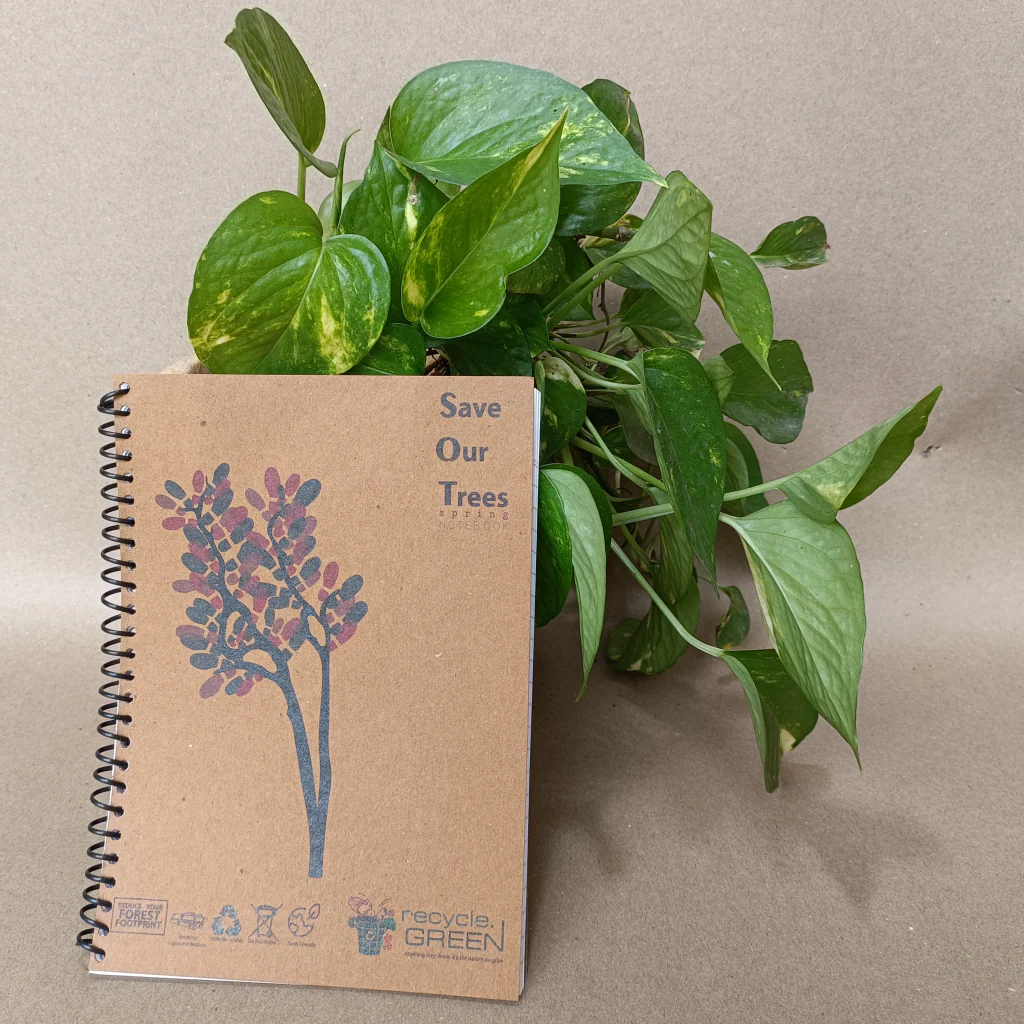 Save
Our
Trees
spring
NOTEBOOK
REDUCE YOUR
FOREST
FOOTPRINT
recycle.
GREEN